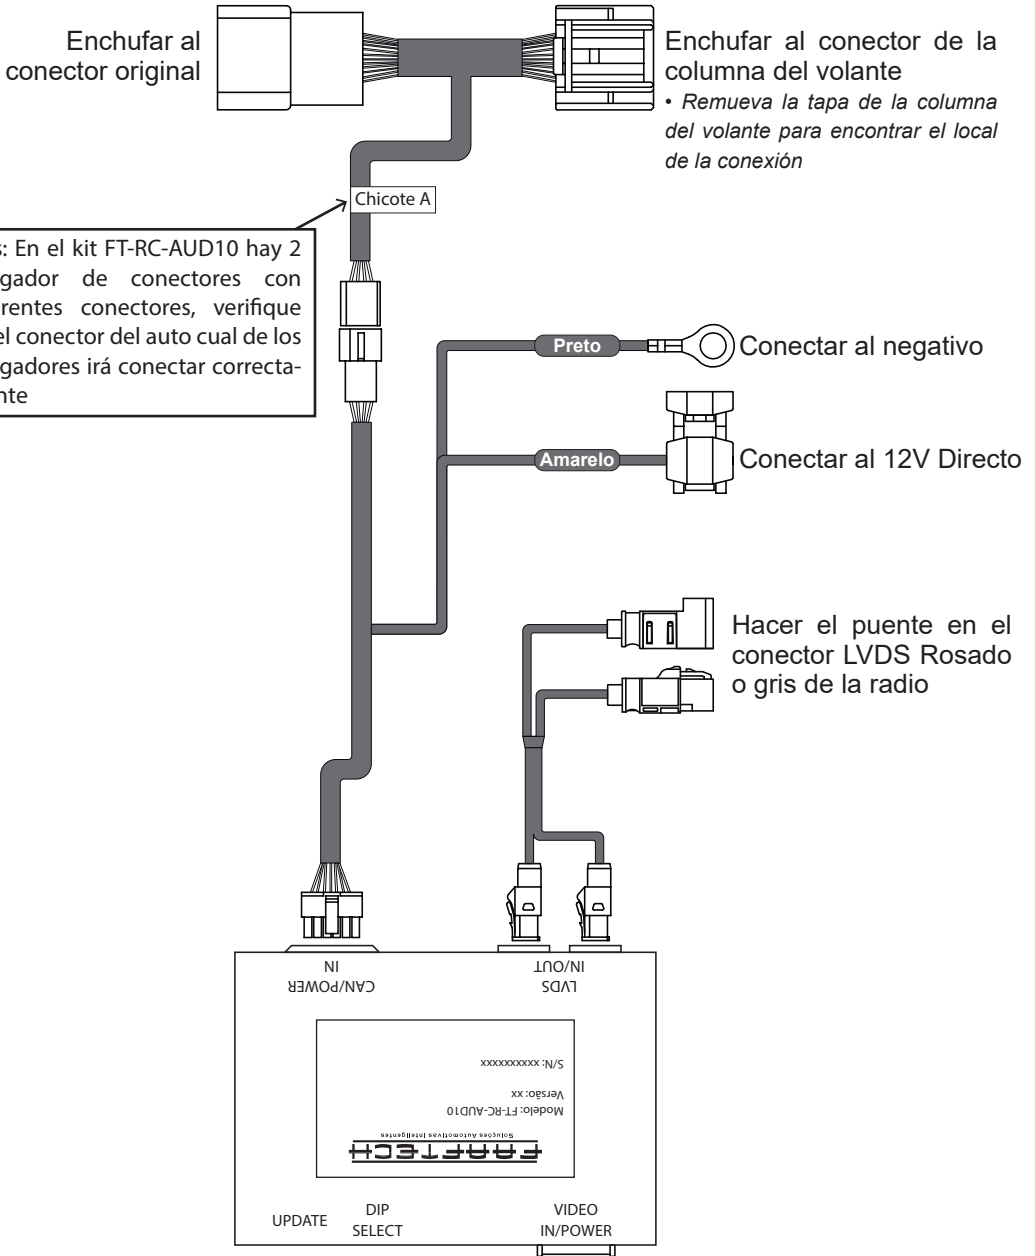 Enchufar al
conector original
Enchufar al conector de la
columna del volante
• Remueva la tapa de la columna
del volante para encontrar el local
de la conexión
Chicote A
s: En el kit FT-RC-AUD10 hay 2
gador de conectores con
rentes conectores, verifique
el conector del auto cual de los
gadores irá conectar correcta-
nte
Preto
Conectar al negativo
Amarelo
Conectar al 12V Directo
Hacer el puente en el
conector LVDS Rosado
o gris de la radio
CAN/POWER
IN
LVDS
IN/OUT
FAAFTECH
Soluções Automotivas Inteligentes
Modelo: FT-RC-AUD10
Versão: xx
S/N: xxxxxxxxxx
UPDATE
DIP
SELECT
VIDEO
IN/POWER